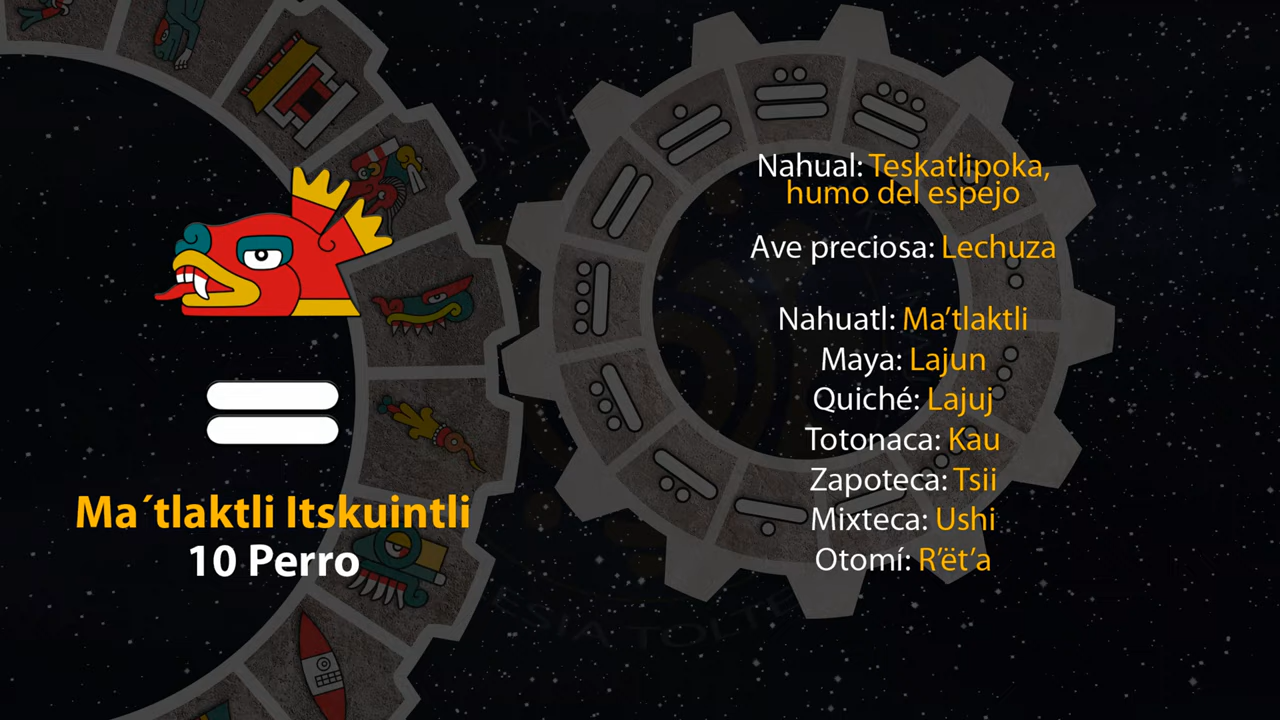 Ma´tlaktli Itskuintli
10 Perro
Nahual: Teskatlipoka,
humo del espejo
Ave preciosa: Lechuza
Nahuatl: Ma’tlaktli
Maya: Lajun
Quiché: Lajuj
Totonaca: Kau
Zapoteca: Tsii
Mixteca: Ushi
Otomí: R’ët’a